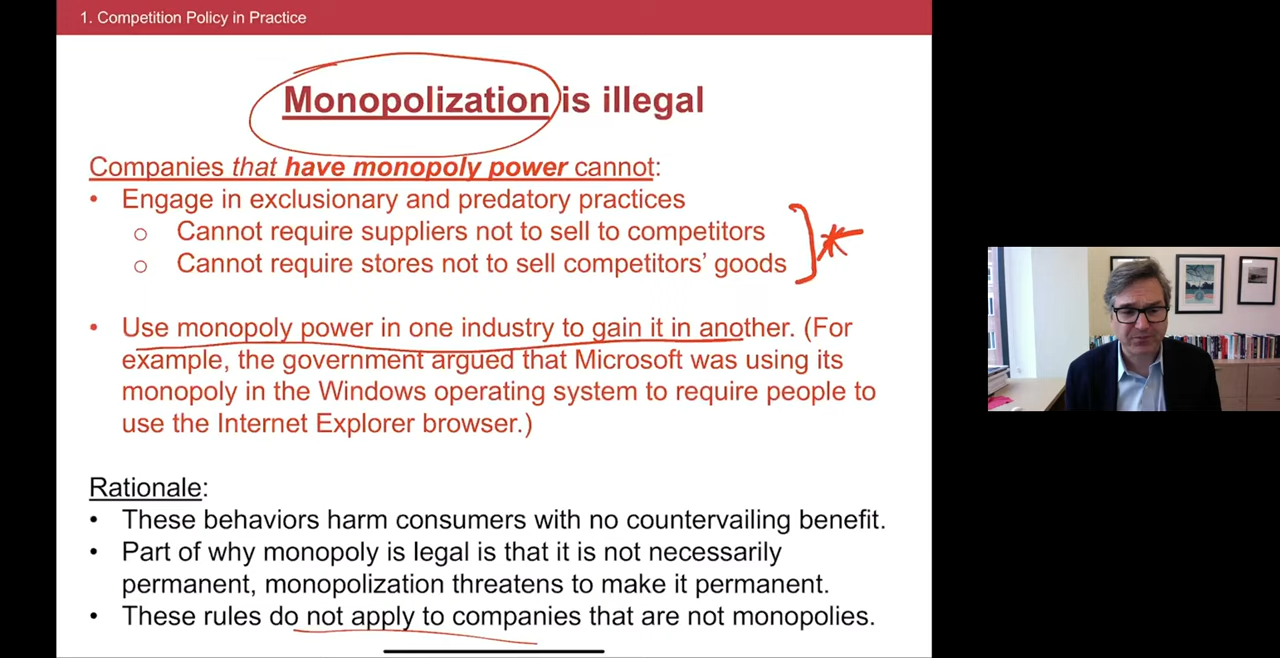 1. Competition Policy in Practice
Monopolization is illegal
Companies that have monopoly power cannot:
• Engage in exclusionary and predatory practices
o Cannot require suppliers not to sell to competitors
o Cannot require stores not to sell competitors’ goods
• Use monopoly power in one industry to gain it in another. (For
example, the government argued that Microsoft was using its
monopoly in the Windows operating system to require people to
use the Internet Explorer browser.)
Rationale:
• These behaviors harm consumers with no countervailing benefit.
• Part of why monopoly is legal is that it is not necessarily
permanent, monopolization threatens to make it permanent.
• These rules do not apply to companies that are not monopolies.